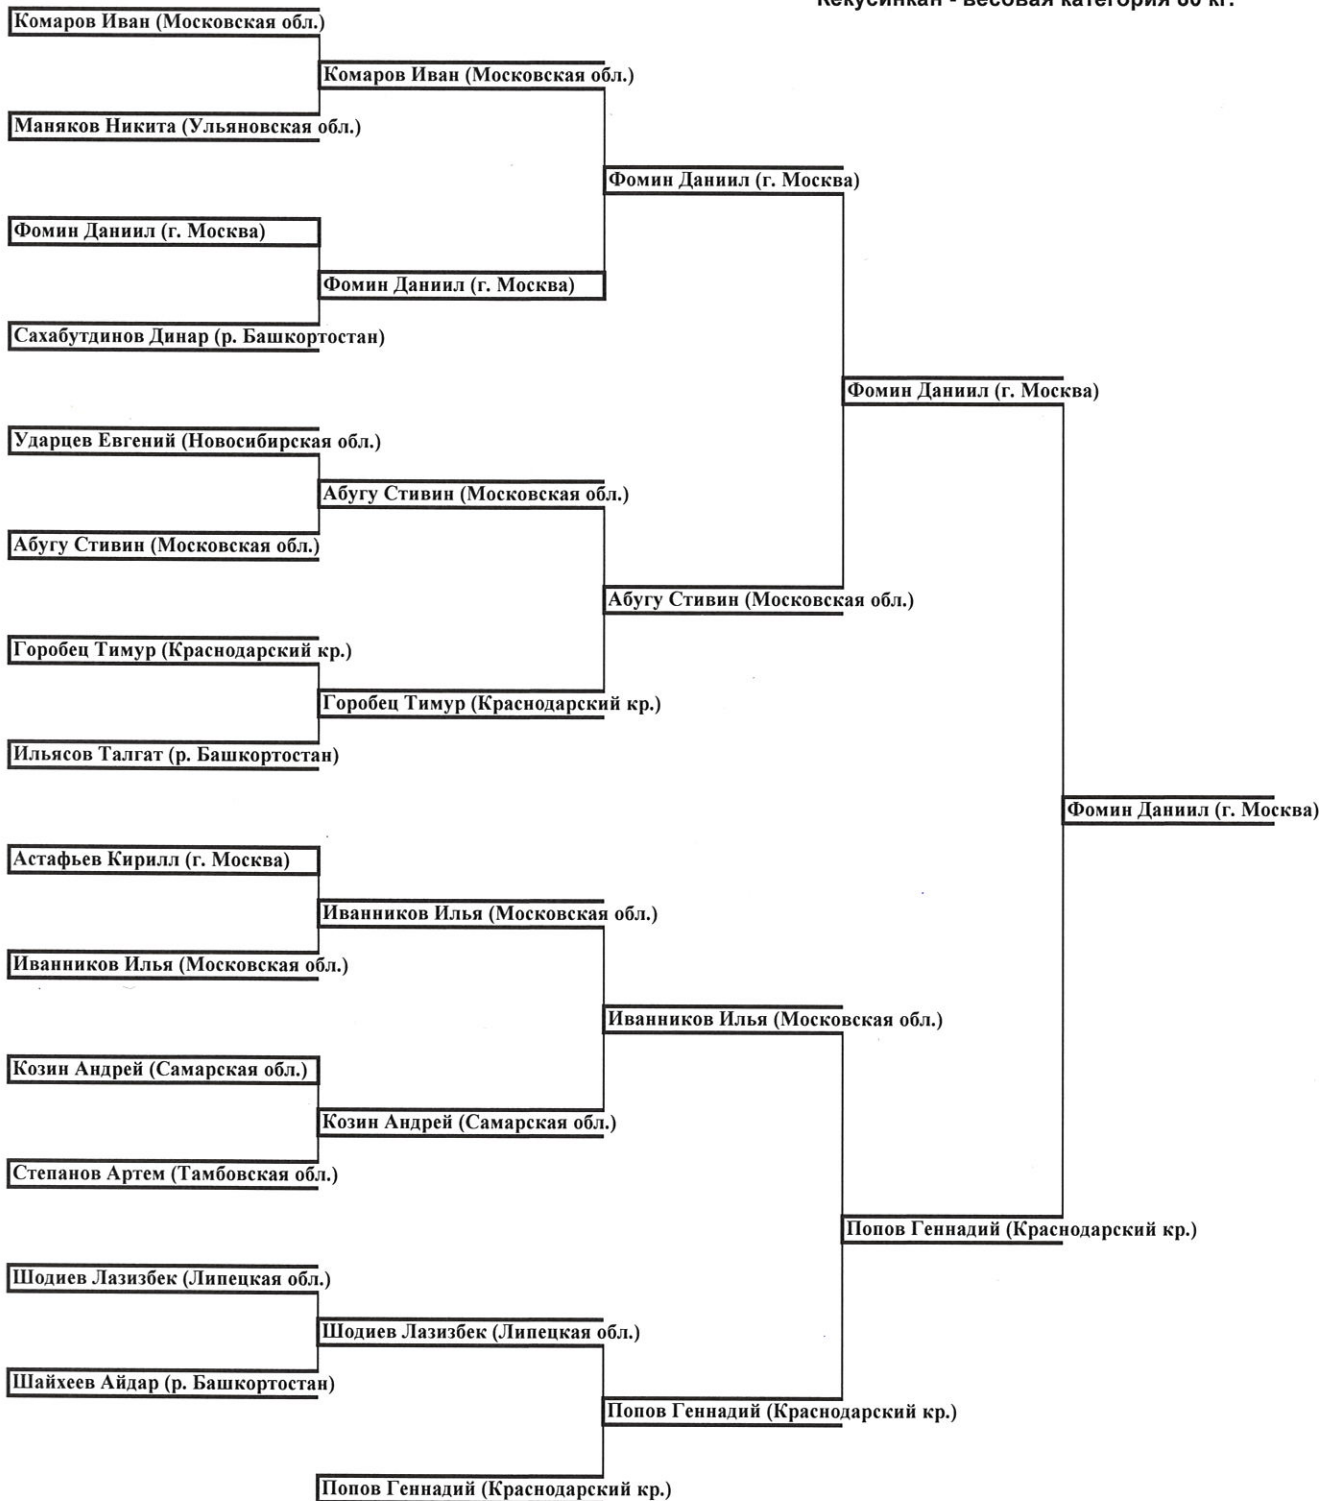 Кекусинкан - весовая категория 80 кг.
Комаров Иван (Московская обл.)
Комаров Иван (Московская обл.)
Маняков Никита (Ульяновская обл.)
Фомин Даниил (г. Москва)
Фомин Даниил (г. Москва)
Фомин Даниил (г. Москва)
Сахабутдинов Динар (р. Башкортостан)
Фомин Даниил (г. Москва)
Ударцев Евгений (Новосибирская обл.)
Абугу Стивин (Московская обл.)
Абугу Стивин (Московская обл.)
Абугу Стивин (Московская обл.)
Горобец Тимур (Краснодарский кр.)
Горобец Тимур (Краснодарский кр.)
Ильясов Талгат (р. Башкортостан)
Фомин Даниил (г. Москва)
Астафьев Кирилл (г. Москва)
Иванников Илья (Московская обл.)
Иванников Илья (Московская обл.)
Иванников Илья (Московская обл.)
Козин Андрей (Самарская обл.)
Козин Андрей (Самарская обл.)
Степанов Артем (Тамбовская обл.)
Попов Геннадий (Краснодарский кр.)
Шодиев Лазизбек (Липецкая обл.)
Шодиев Лазизбек (Липецкая обл.)
Шайхеев Айдар (р. Башкортостан)
Попов Геннадий (Краснодарский кр.)
Попов Геннадий (Краснодарский кр.)